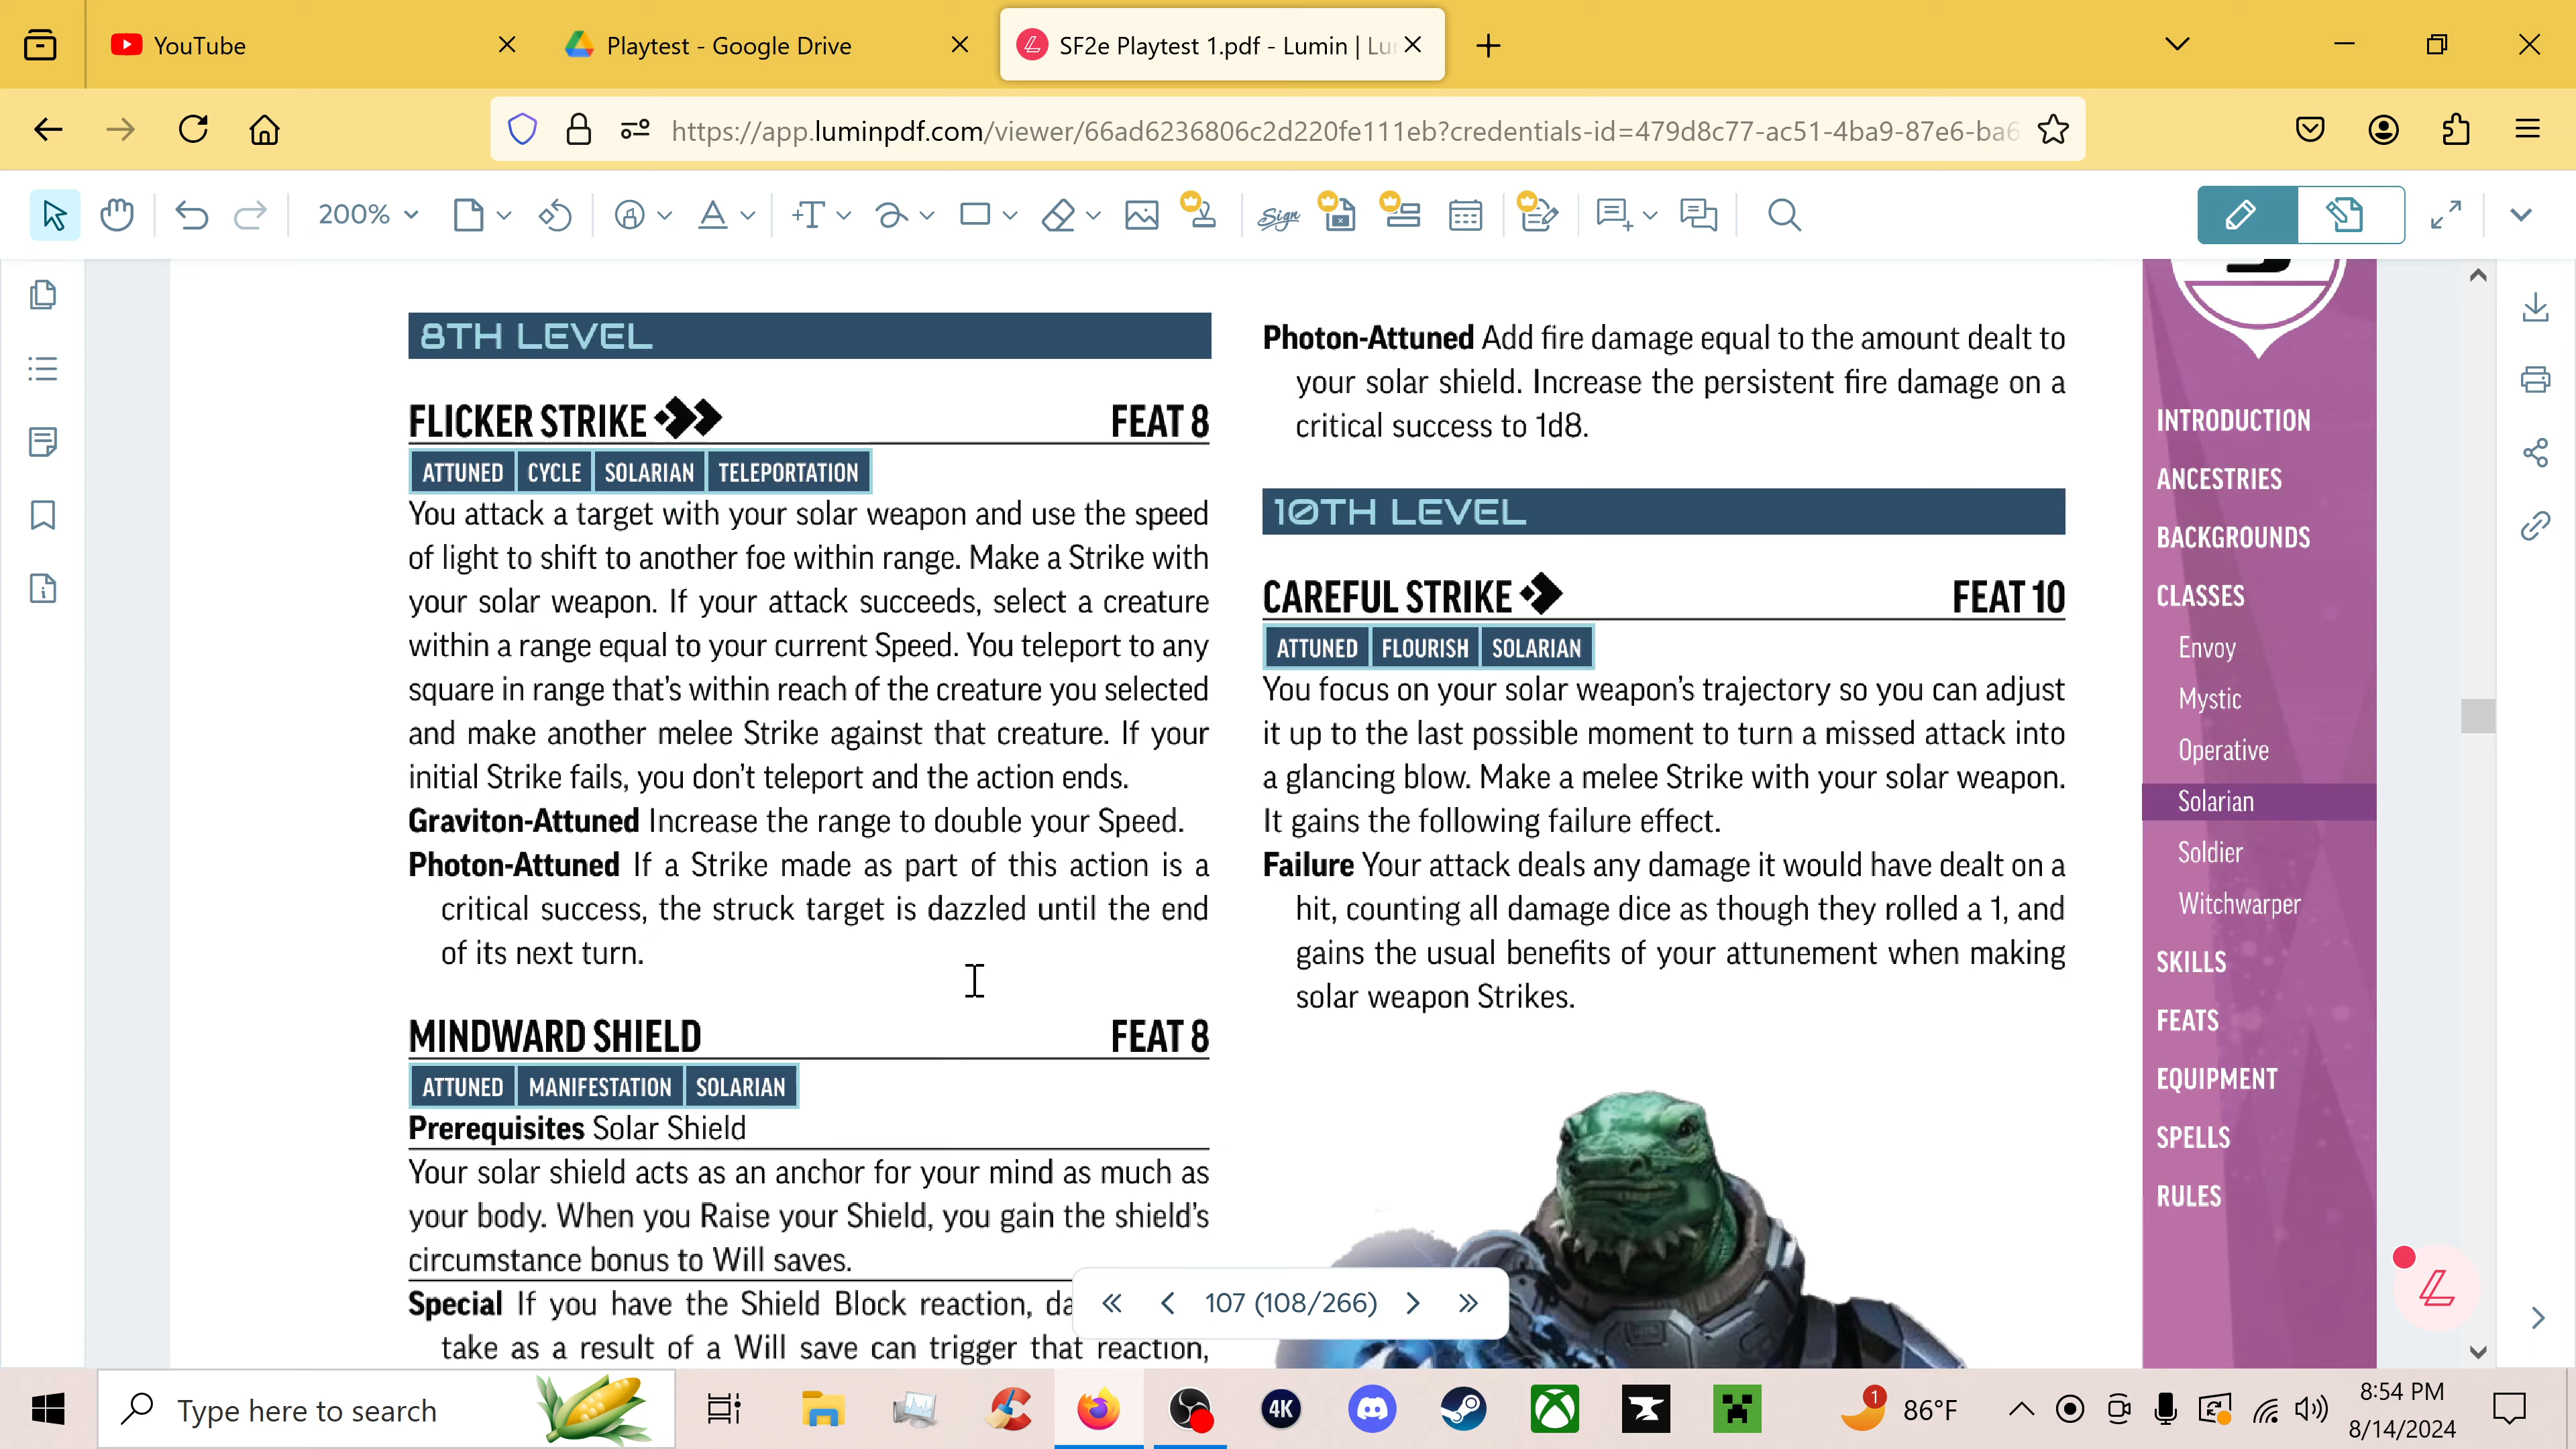 YouTube
Playtest - Google Drive
SF2e Playtest 1.pdf - Lumin | Lu
https://app.luminpdf.com/viewer/66ad6236806c2d220fe111eb?credentials-id=479d8c77-ac51-4ba9-87e6-ba6
200%
Sign
8TH LEVEL
FLICKER STRIKE FEAT 8
ATTUNED CYCLE SOLARIAN TELEPORTATION
You attack a target with your solar weapon and use the speed
of light to shift to another foe within range. Make a Strike with
your solar weapon. If your attack succeeds, select a creature
within a range equal to your current Speed. You teleport to any
square in range that's within reach of the creature you selected
and make another melee Strike against that creature. If your
initial Strike fails, you don't teleport and the action ends.
Graviton-Attuned Increase the range to double your Speed.
Photon-Attuned If a Strike made as part of this action is a
critical success, the struck target is dazzled until the end
of its next turn.
MINDWARD SHIELD FEAT 8
ATTUNED MANIFESTATION SOLARIAN
Prerequisites Solar Shield
Your solar shield acts as an anchor for your mind as much as
your body. When you Raise your Shield, you gain the shield's
circumstance bonus to Will saves.
Special If you have the Shield Block reaction, da
take as a result of a Will save can trigger that reaction,
Photon-Attuned Add fire damage equal to the amount dealt to
your solar shield. Increase the persistent fire damage on a
critical success to 1d8.
10TH LEVEL
CAREFUL STRIKE FEAT 10
ATTUNED FLOURISH SOLARIAN
You focus on your solar weapon's trajectory so you can adjust
it up to the last possible moment to turn a missed attack into
a glancing blow. Make a melee Strike with your solar weapon.
It gains the following failure effect.
Failure Your attack deals any damage it would have dealt on a
hit, counting all damage dice as though they rolled a 1, and
gains the usual benefits of your attunement when making
solar weapon Strikes.
INTRODUCTION
ANCESTRIES
BACKGROUNDS
CLASSES
Envoy
Mystic
Operative
Solarian
Soldier
Witchwarper
SKILLS
FEATS
EQUIPMENT
SPELLS
RULES
107 (108/266)
Type here to search
4K
1
86°F
8:54 PM
8/14/2024